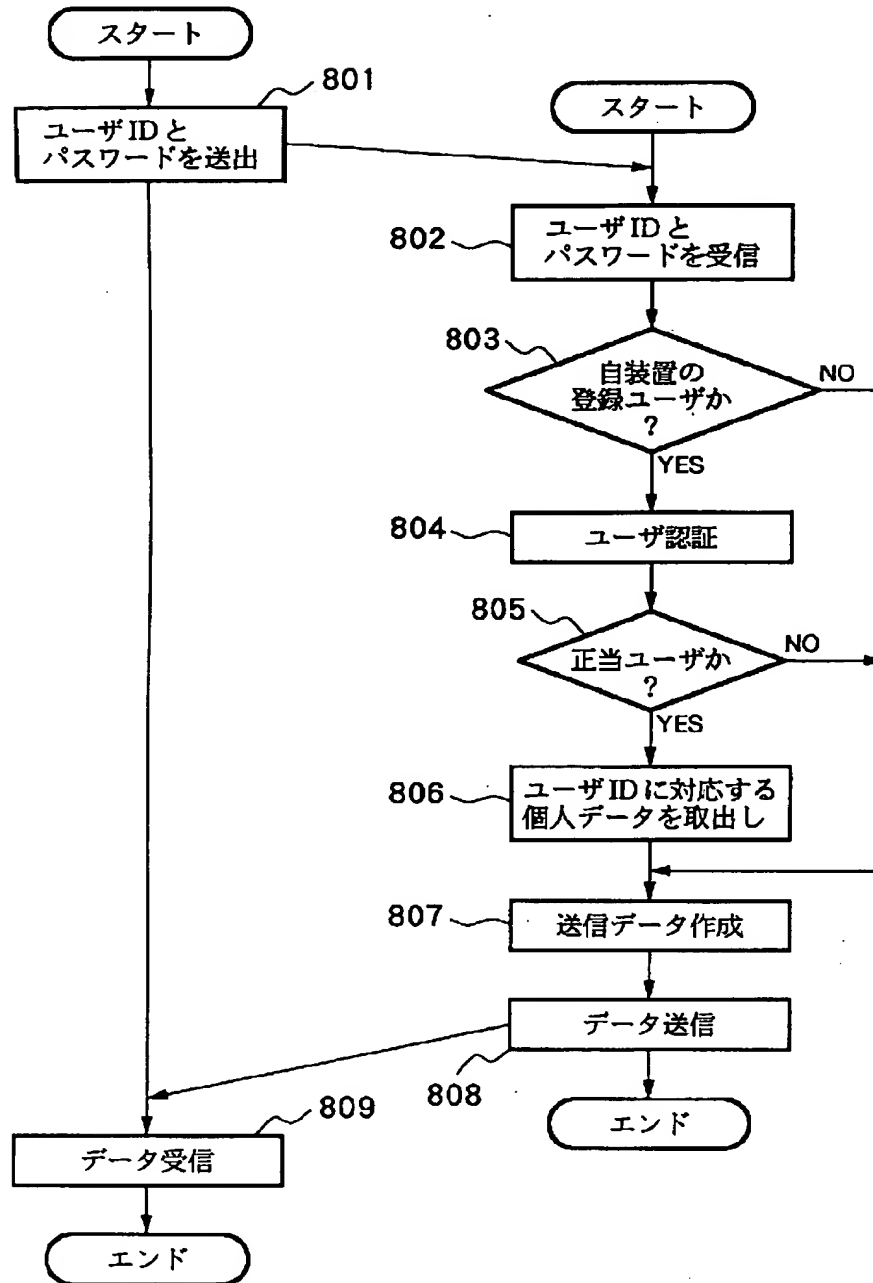 スタート
801
ユーザIDと
パスワードを送出
スタート
802
ユーザIDと
パスワードを受信
803
自装置の
登録ユーザか
?
NO
YES
804
ユーザ認証
805
正当ユーザか
?
NO
YES
806
ユーザIDに対応する
個人データを取出し
807
送信データ作成
データ送信
808
エンド
809
データ受信
エンド